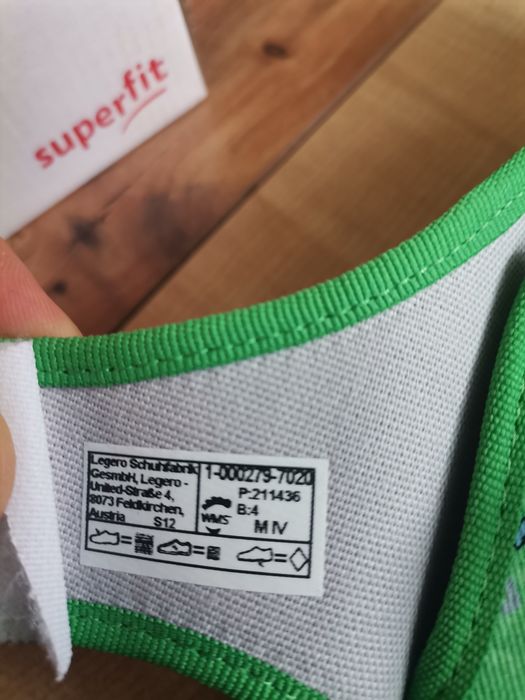 superfit
Legero Schuhfabrik
GesmbH, Legero -
United-Straße 4,
8073 Feldkirchen,
Austria S12
1-000279-7020
P:211436
B:4
WMS M IV